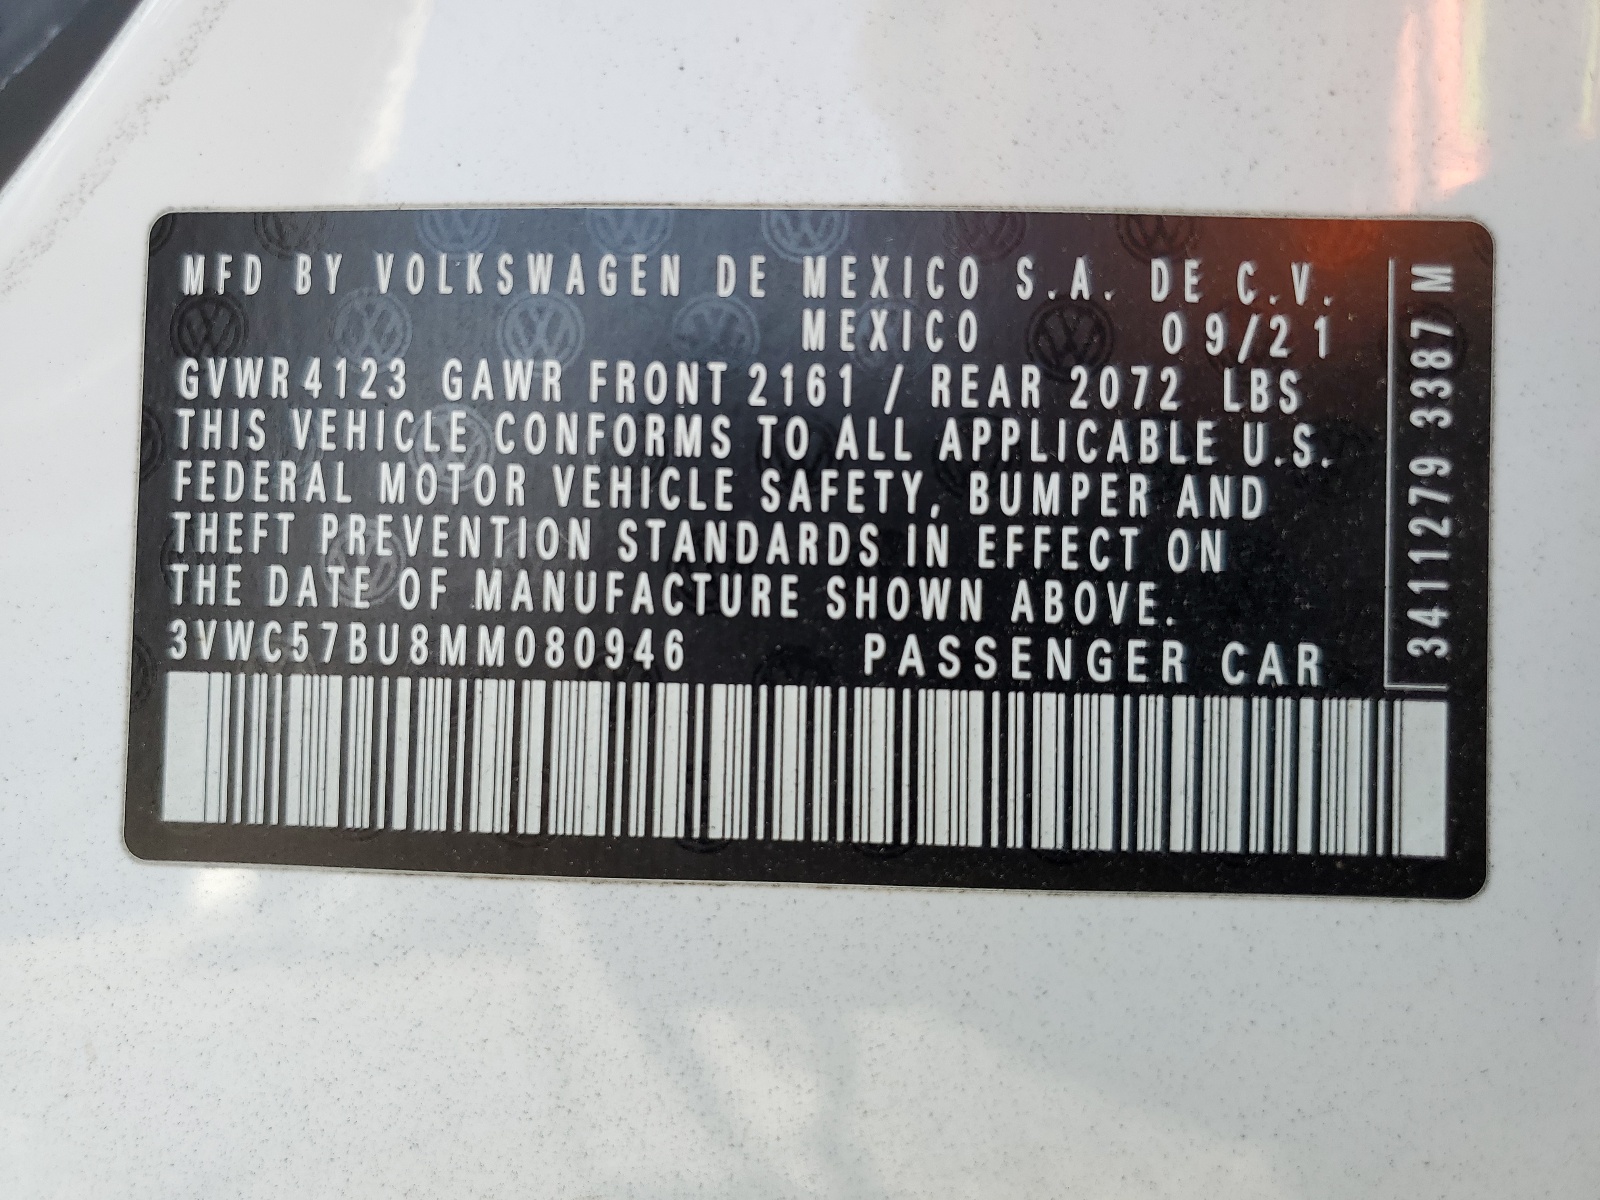 MFD BY VOLKSWAGEN DE MEXICO S.A. DE C.V.
MEXICO 09/21
GVWR 4123 GAWR FRONT 2161 / REAR 2072 LBS
THIS VEHICLE CONFORMS TO ALL APPLICABLE U.S.
FEDERAL MOTOR VEHICLE SAFETY, BUMPER AND
THEFT PREVENTION STANDARDS IN EFFECT ON
THE DATE OF MANUFACTURE SHOWN ABOVE.
3VWC57BU8MM080946 PASSENGER CAR
3411279 3387 M